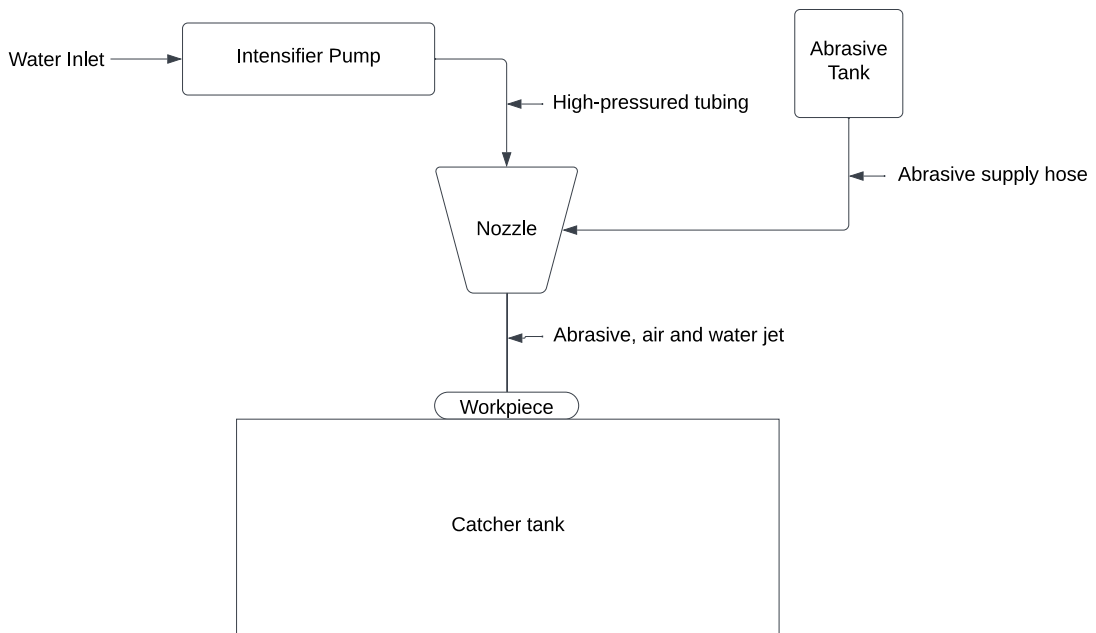 Water Inlet
Intensifier Pump
Abrasive
Tank
High-pressured tubing
Abrasive supply hose
Nozzle
Abrasive, air and water jet
Workpiece
Catcher tank